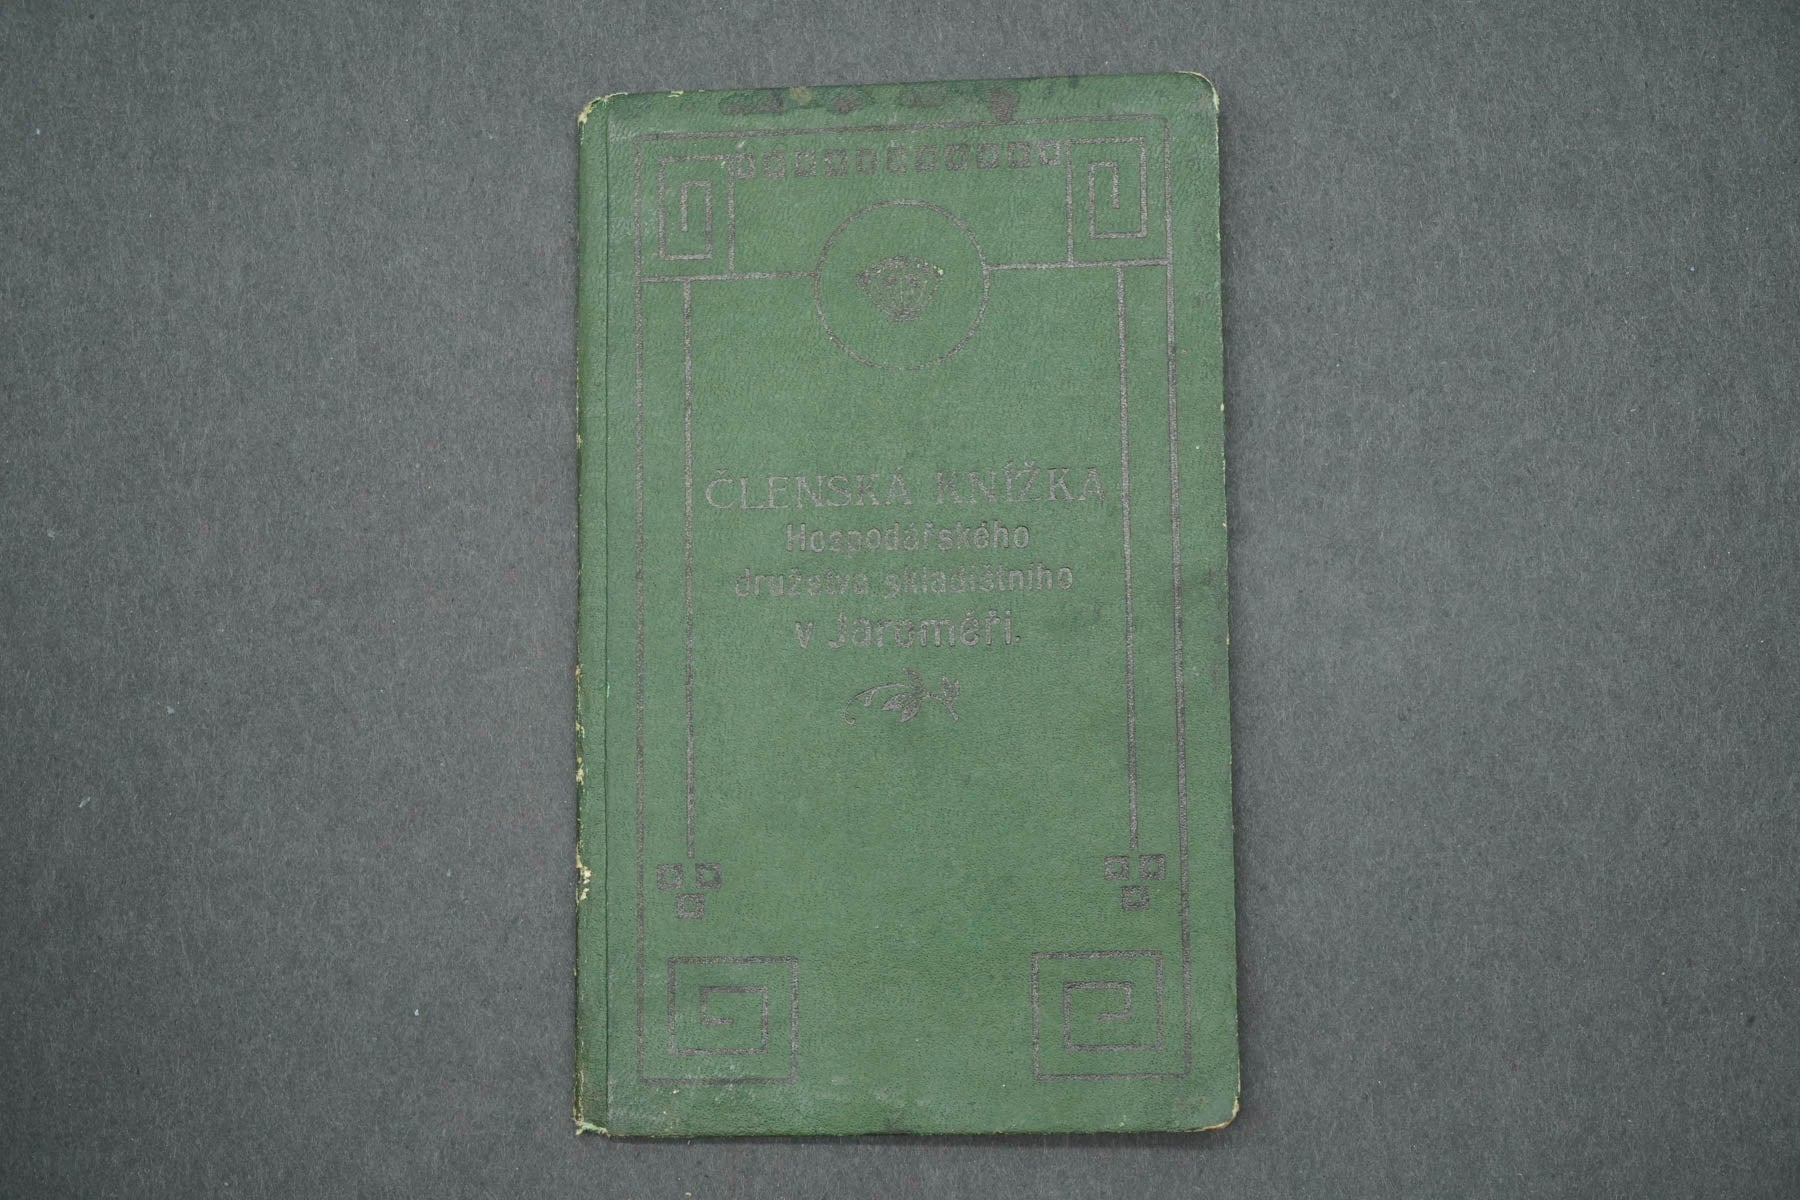 ČLENSKÁ KNÍŽKA
Hospodářského
družstva skladištního
v Jaroměři.